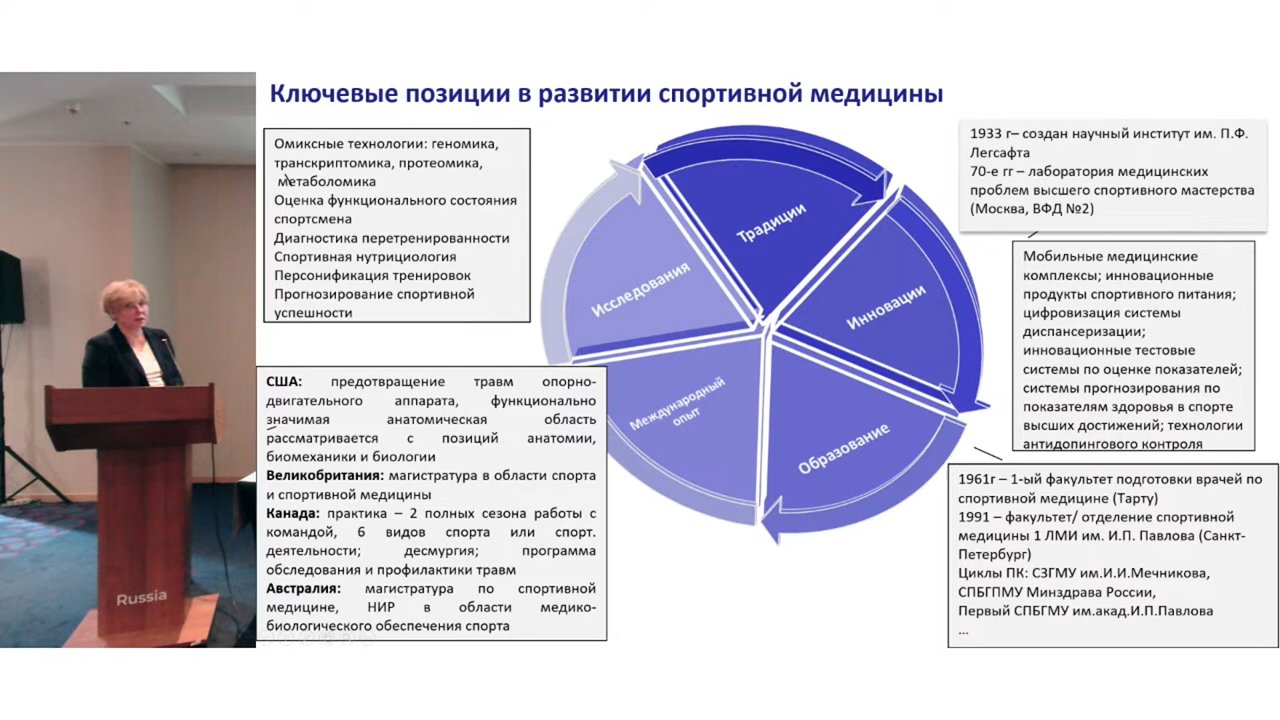 Ключевые позиции в развитии спортивной медицины
Омиксные технологии: геномика,
транскриптомика, протеомика,
метаболомика
Оценка функционального состояния
спортсмена
Диагностика перетренированности
Спортивная нутрициология
Персонификация тренировок
Прогнозирование спортивной
успешности
США: предотвращение травм опорно-
двигательного аппарата, функционально
значимая анатомическая область
рассматривается с позиций анатомии,
биомеханики и биологии
Великобритания: магистратура в области спорта
и спортивной медицины
Канада: практика – 2 полных сезона работы с
командой, 6 видов спорта или спорт.
деятельности; десмургия; программа
обследования и профилактики травм
Австралия: магистратура по спортивной
медицине, НИР в области медико-
биологического обеспечения спорта
Традиции
Инновации
Образование
Международный
опыт
Исследования
1933 г– создан научный институт им. П.Ф.
Легсафта
70-е гг – лаборатория медицинских
проблем высшего спортивного мастерства
(Москва, ВФД №2)
Мобильные медицинские
комплексы; инновационные
продукты спортивного питания;
цифровизация системы
диспансеризации;
инновационные тестовые
системы по оценке показателей;
системы прогнозирования по
показателям здоровья в спорте
высших достижений; технологии
антидопингового контроля
1961г – 1-ый факультет подготовки врачей по
спортивной медицине (Тарту)
1991 – факультет/ отделение спортивной
медицины 1 ЛМИ им. И.П. Павлова (Санкт-
Петербург)
Циклы ПК: СЗГМУ им.И.И.Мечникова,
СПБГПМУ Минздрава России,
Первый СПБГМУ им.акад.И.П.Павлова
...
Russia